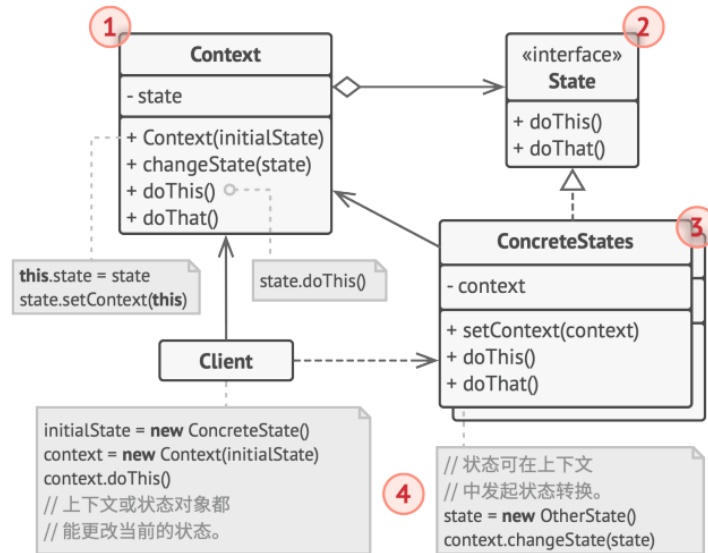 1
Context
- state
+ Context(initialState)
+ changeState(state)
+ doThis()
+ doThat()
2
«interface»
State
+ doThis()
+ doThat()
3
ConcreteStates
- context
+ setContext(context)
+ doThis()
+ doThat()
this.state = state
state.setContext(this)
state.doThis()
Client
initialState = new ConcreteState()
context = new Context(initialState)
context.doThis()
// 上下文或状态对象都
// 能更改当前的状态。
4
// 状态可在上下文
// 中发起状态转换。
state = new OtherState()
context.changeState(state)